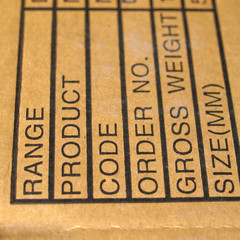 RANGE
PRODUCT
CODE
ORDER NO.
GROSS WEIGHT
SIZE(MM)